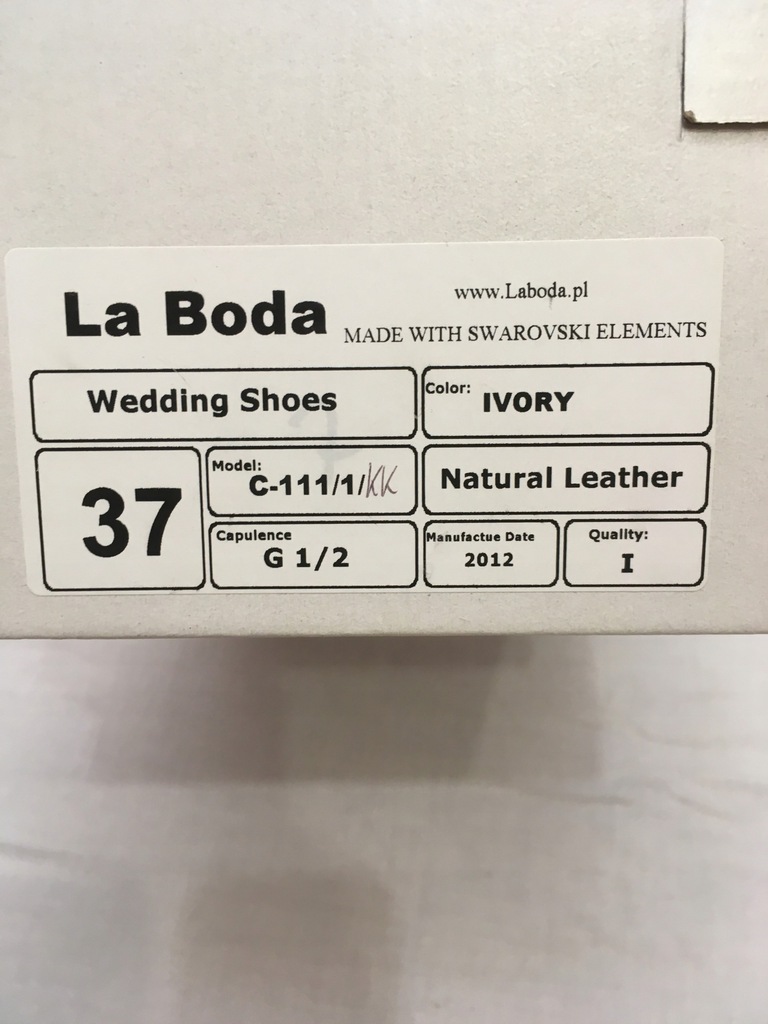 La Boda
www.Laboda.pl
MADE WITH SWAROVSKI ELEMENTS
Wedding Shoes
Color: IVORY
37
Model: C-111/1/KK
Natural Leather
Capulence
G 1/2
Manufactue Date
2012
Quality:
I